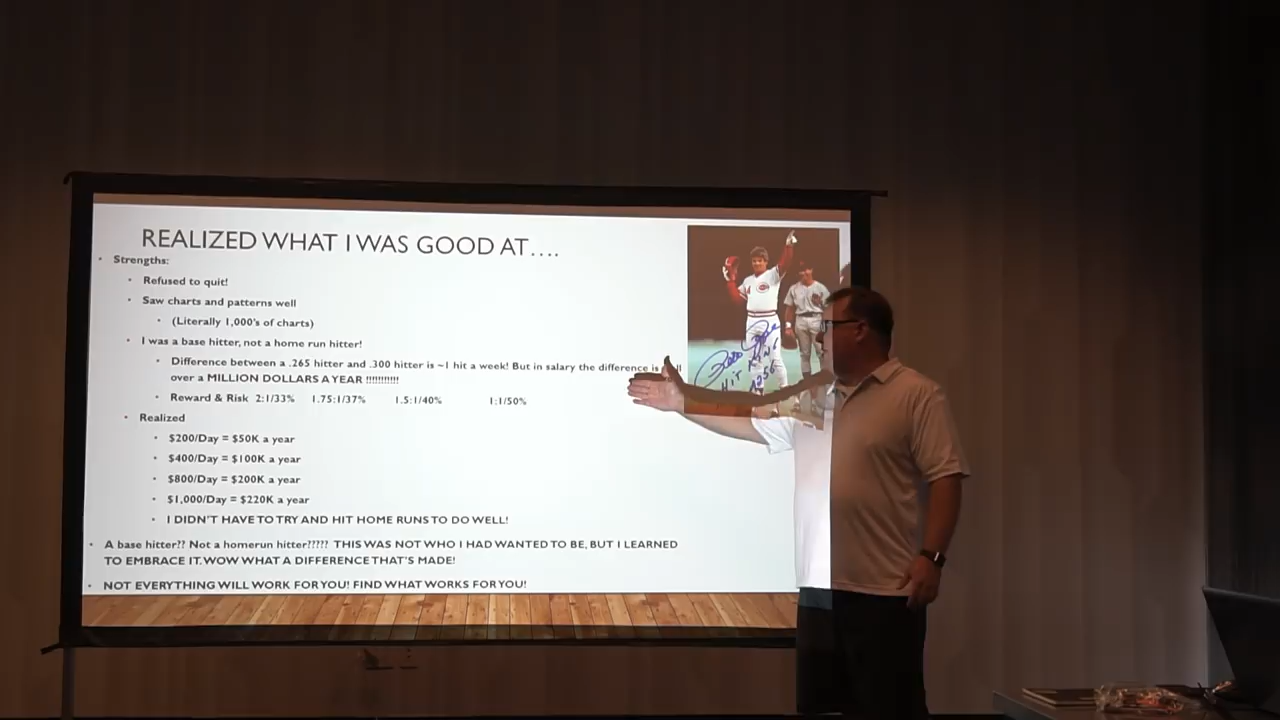 REALIZED WHAT I WAS GOOD AT....
• Strengths:
• Refused to quit!
• Saw charts and patterns well
• (Literally 1,000's of charts)
• I was a base hitter, not a home run hitter!
• Difference between a .265 hitter and .300 hitter is ~1 hit a week! But in salary the difference is
over a MILLION DOLLARS A YEAR !!!!!!!!!!!
• Reward & Risk 2:1/33% 1.75:1/37% 1.5:1/40% 1:1/50%
• Realized
• $200/Day = $50K a year
• $400/Day = $100K a year
• $800/Day = $200K a year
• $1,000/Day = $220K a year
• I DIDN'T HAVE TO TRY AND HIT HOME RUNS TO DO WELL!
• A base hitter?? Not a homerun hitter????? THIS WAS NOT WHO I HAD WANTED TO BE, BUT I LEARNED
TO EMBRACE IT. WOW WHAT A DIFFERENCE THAT'S MADE!
• NOT EVERYTHING WILL WORK FOR YOU! FIND WHAT WORKS FOR YOU!
Pete Rose
HIT KING
4256